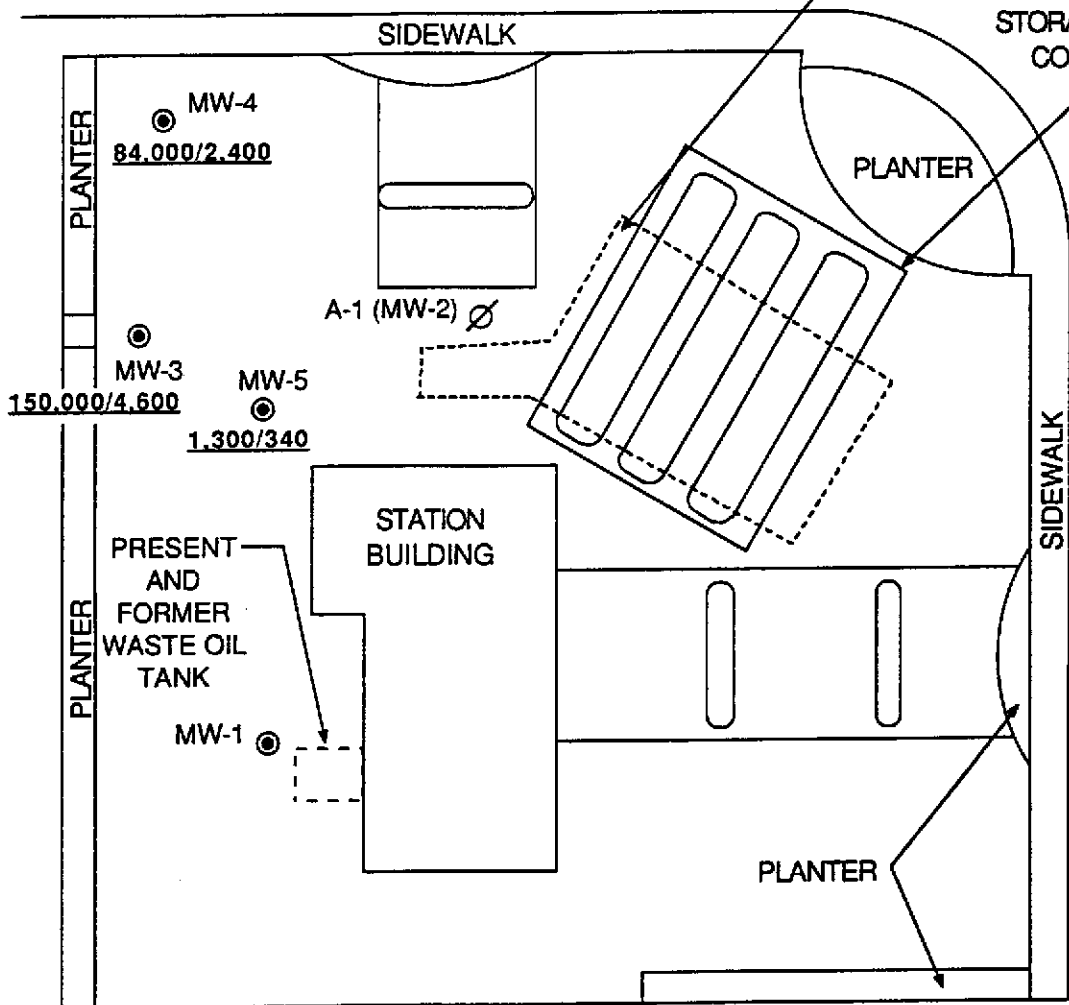 SIDEWALK
PLANTER
MW-4
84,000/2,400
PLANTER
A-1 (MW-2)
MW-3
150,000/4,600
MW-5
1,300/340
SIDEWALK
STATION
BUILDING
PRESENT
AND
FORMER
WASTE OIL
TANK
PLANTER
MW-1
PLANTER